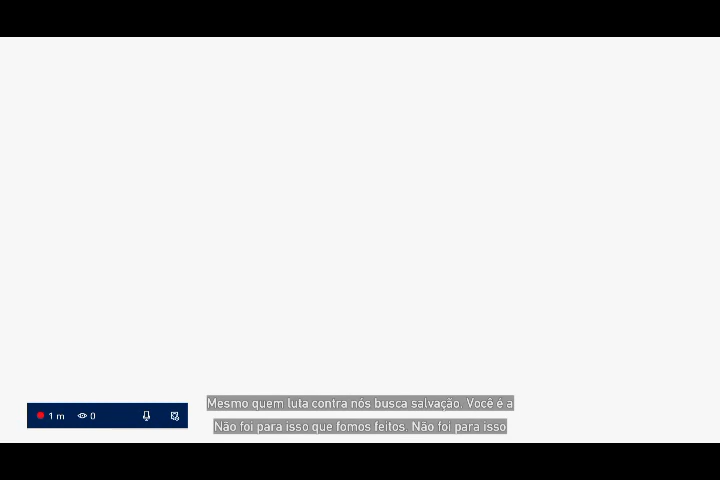 Mesmo quem luta contra nós busca salvação. Você é a
Não foi para isso que fomos feitos. Não foi para isso
1 m 0